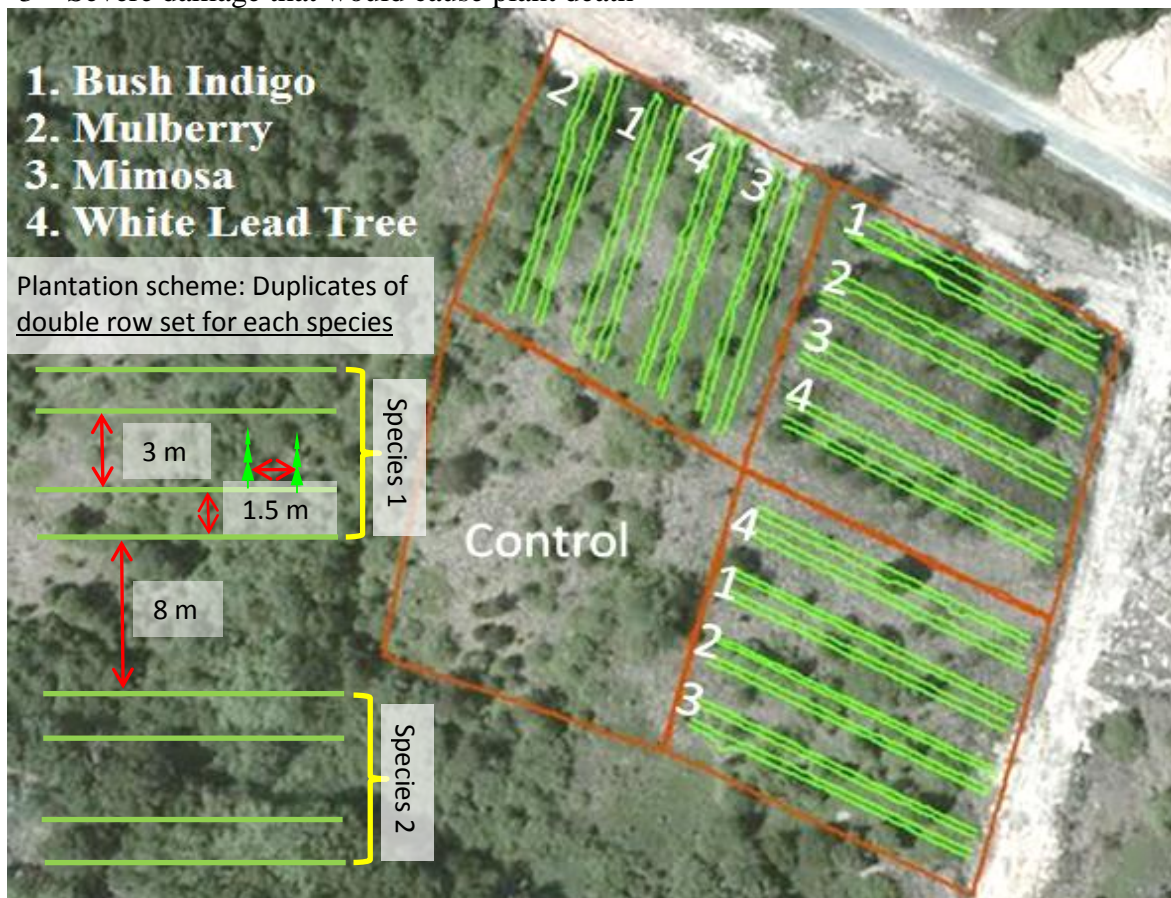 1. Bush Indigo
2. Mulberry
3. Mimosa
4. White Lead Tree
Plantation scheme: Duplicates of
double row set for each species
3 m
1.5 m
Species 1
8 m
Species 2
Control
2
1
4
3
1
2
3
4
4
1
2
3